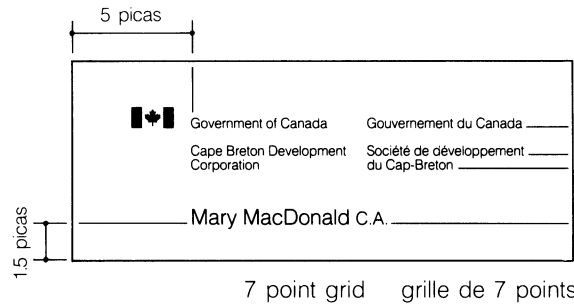 5 picas
Government of Canada Gouvernement du Canada
Cape Breton Development Société de développement
Corporation du Cap-Breton
Mary MacDonald C.A.
1.5 picas
7 point grid grille de 7 points